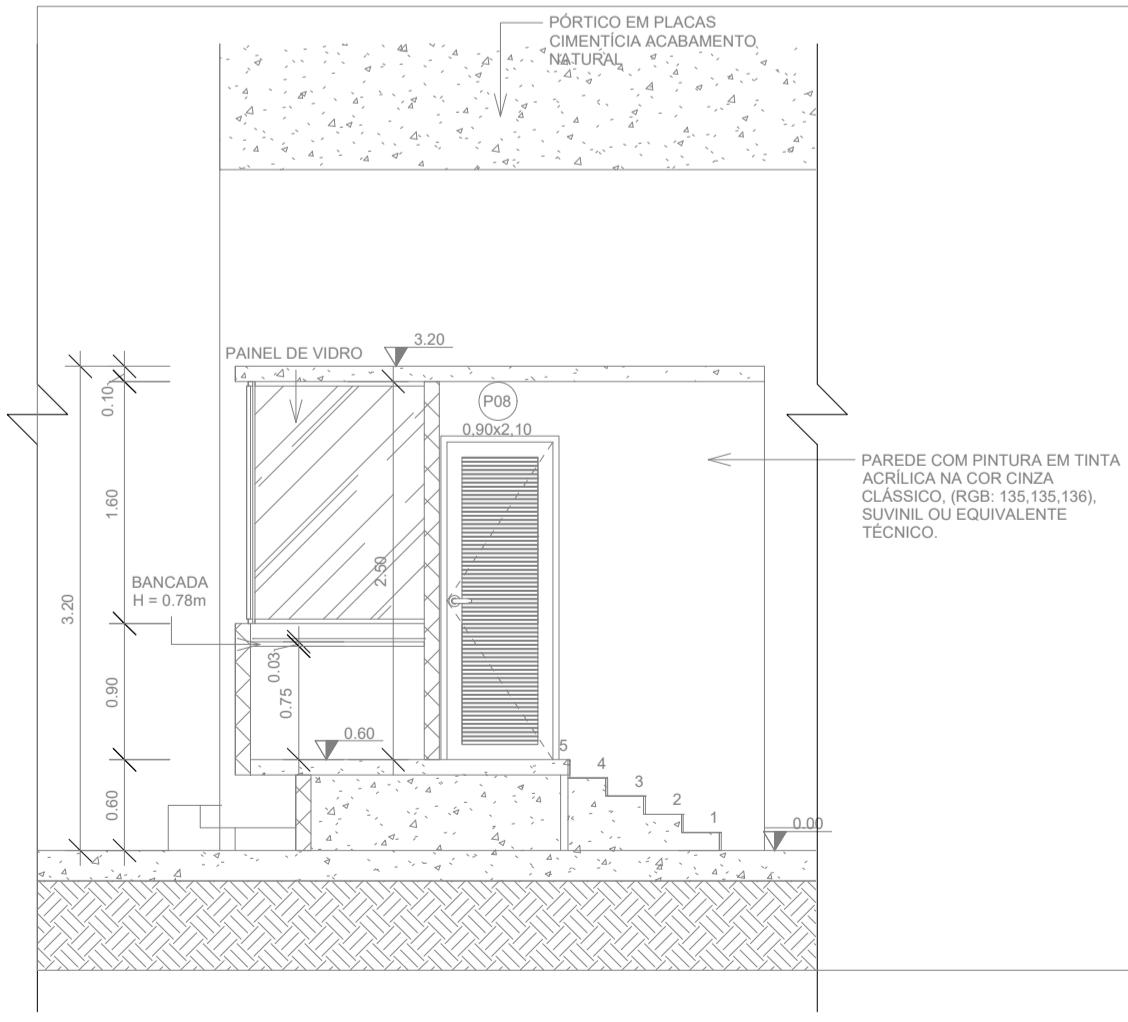 PÓRTICO EM PLACAS
CIMENTÍCIA ACABAMENTO
NATURAL
3.20
PAINEL DE VIDRO
P08
0,90x2,10
0.10
1.60
3.20
2.50
PAREDE COM PINTURA EM TINTA
ACRÍLICA NA COR CINZA
CLÁSSICO, (RGB: 135,135,136),
SUVINIL OU EQUIVALENTE
TÉCNICO.
BANCADA
H = 0.78m
0.03
0.75
0.90
0.60
0.60
5
4
3
2
1
0.00